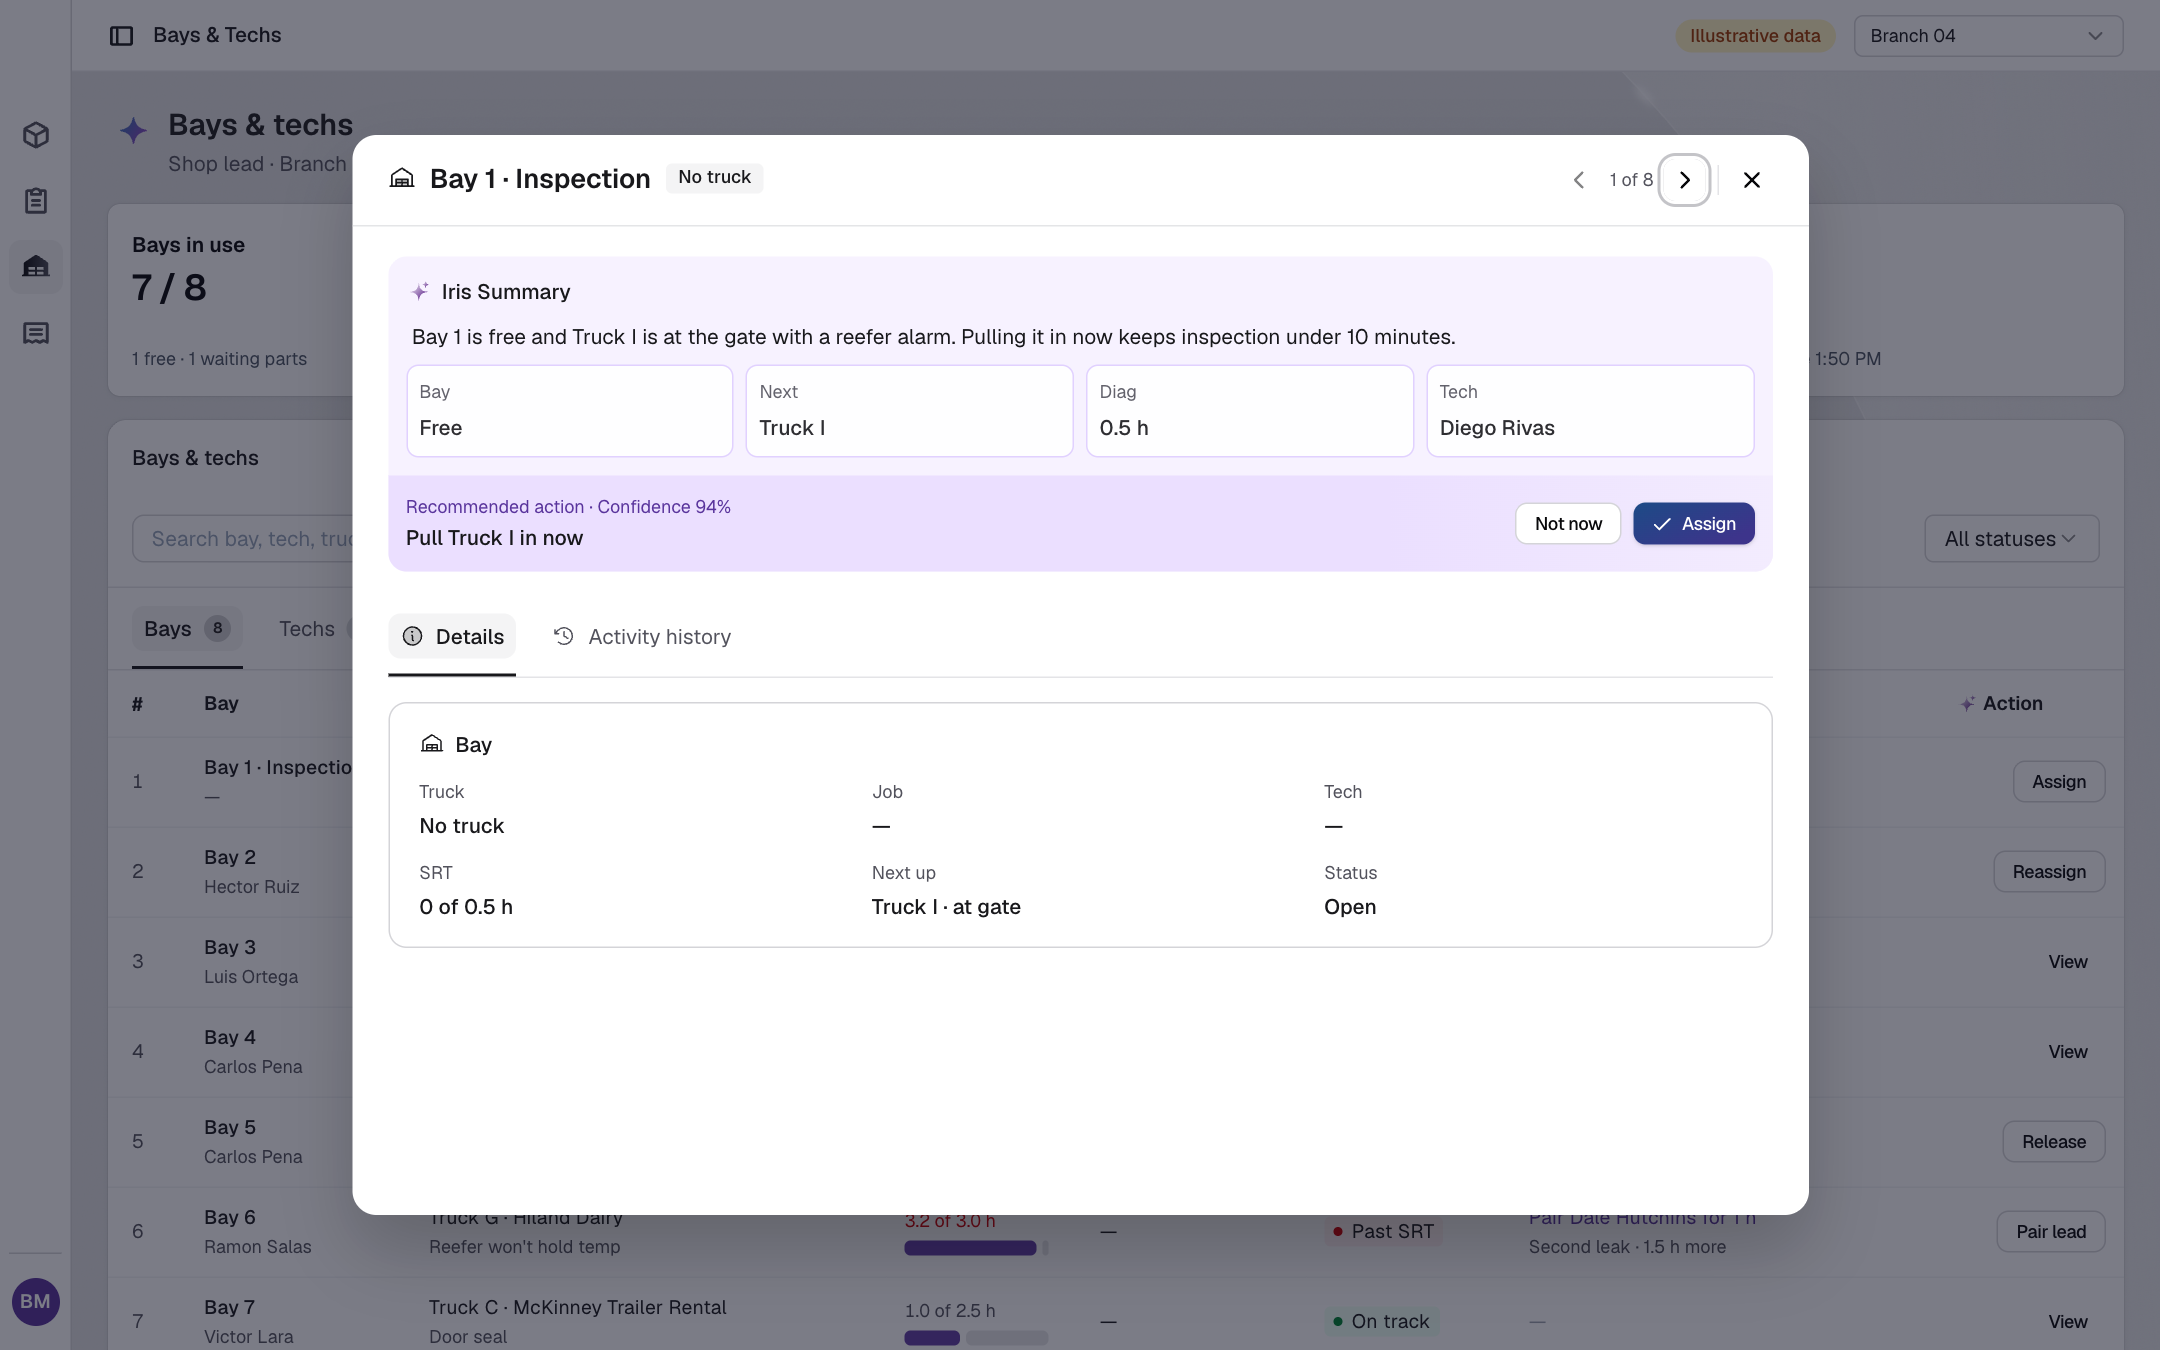 Bays & Techs
Illustrative data
Branch 04
Bays & techs
Shop lead · Branch
Bays in use
7 / 8
1 free · 1 waiting parts
1:50 PM
Bays & techs
Search bay, tech, truc
All statuses
Bays 8
Techs
# Bay Action
1 Bay 1 · Inspectio
—
Assign
2 Bay 2
Hector Ruiz
Reassign
3 Bay 3
Luis Ortega
View
4 Bay 4
Carlos Pena
View
5 Bay 5
Carlos Pena
Release
6 Bay 6
Ramon Salas
Truck G · Hiland Dairy
Reefer won't hold temp
3.2 of 3.0 h
—
Past SRT
Pair Dale Hutchins for 1 h
Second leak · 1.5 h more
Pair lead
7 Bay 7
Victor Lara
Truck C · McKinney Trailer Rental
Door seal
1.0 of 2.5 h
—
On track
—
View
BM
Bay 1 · Inspection
No truck
1 of 8
Iris Summary
Bay 1 is free and Truck I is at the gate with a reefer alarm. Pulling it in now keeps inspection under 10 minutes.
Bay
Free
Next
Truck I
Diag
0.5 h
Tech
Diego Rivas
Recommended action · Confidence 94%
Pull Truck I in now
Not now
Assign
Details
Activity history
Bay
Truck
No truck
Job
—
Tech
—
SRT
0 of 0.5 h
Next up
Truck I · at gate
Status
Open